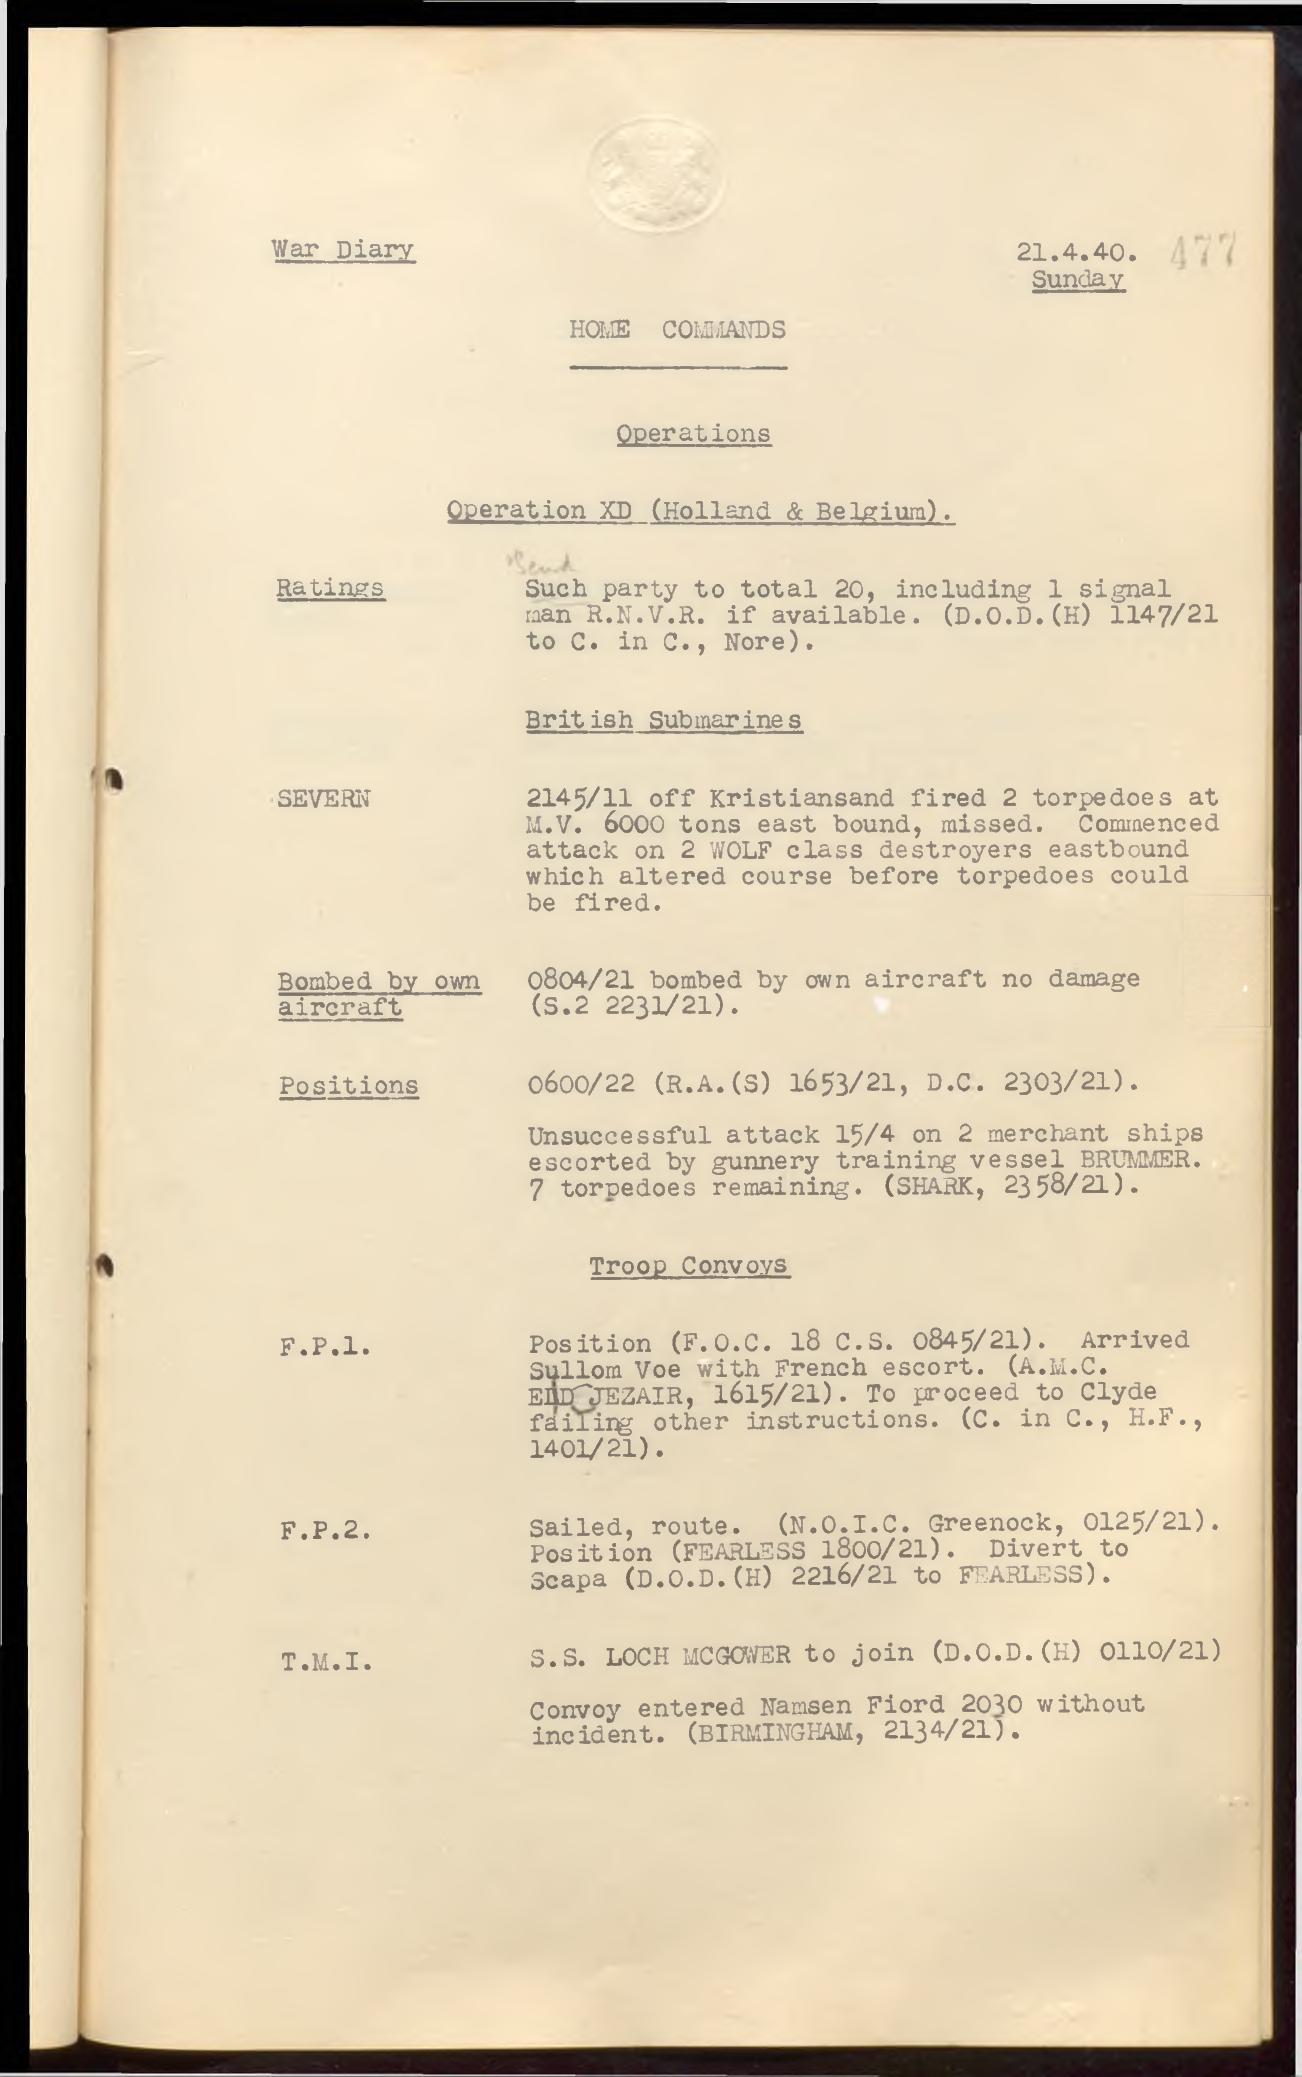 War Diary
21.4.40. 477
Sunday
HOME COMMANDS
Operations
Operation XD (Holland & Belgium).
Send
Ratings
Such party to total 20, including 1 signal
man R.N.V.R. if available. (D.O.D.(H) 1147/21
to C. in C., Nore).
British Submarines
SEVERN
2145/11 off Kristiansand fired 2 torpedoes at
M.V. 6000 tons east bound, missed. Commenced
attack on 2 WOLF class destroyers eastbound
which altered course before torpedoes could
be fired.
Bombed by own
aircraft
0804/21 bombed by own aircraft no damage
(S.2 2231/21).
Positions
0600/22 (R.A.(S) 1653/21, D.C. 2303/21).
Unsuccessful attack 15/4 on 2 merchant ships
escorted by gunnery training vessel BRUMMER.
7 torpedoes remaining. (SHARK, 2358/21).
Troop Convoys
F.P.1.
Position (F.O.C. 18 C.S. 0845/21). Arrived
Sullom Voe with French escort. (A.M.C.
JEZAIR, 1615/21). To proceed to Clyde
failing other instructions. (C. in C., H.F.,
1401/21).
F.P.2.
Sailed, route. (N.O.I.C. Greenock, 0125/21).
Position (FEARLESS 1800/21). Divert to
Scapa (D.O.D.(H) 2216/21 to FEARLESS).
T.M.I.
S.S. LOCH MCGOWER to join (D.O.D.(H) 0110/21)
Convoy entered Namsen Fiord 2030 without
incident. (BIRMINGHAM, 2134/21).